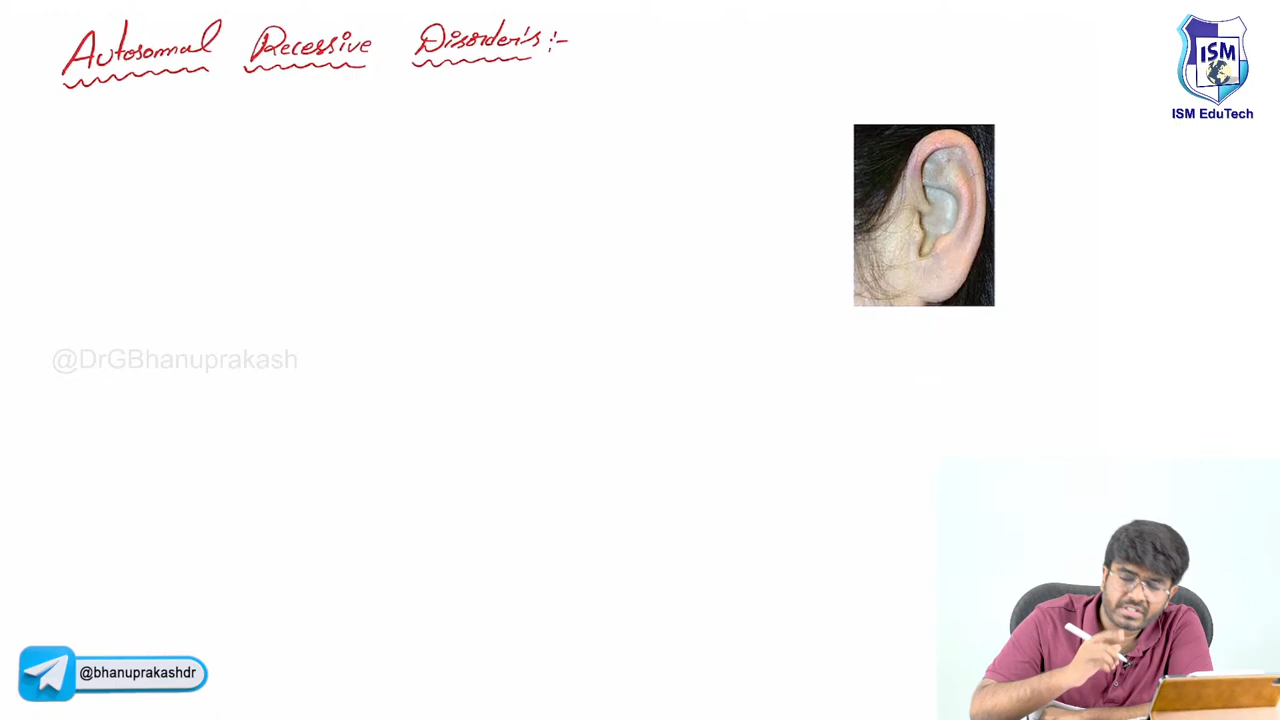 Autosomal Recessive Disorder's :-
ISM
ISM EduTech
@DrGBhanuprakash
@bhanuprakashdr